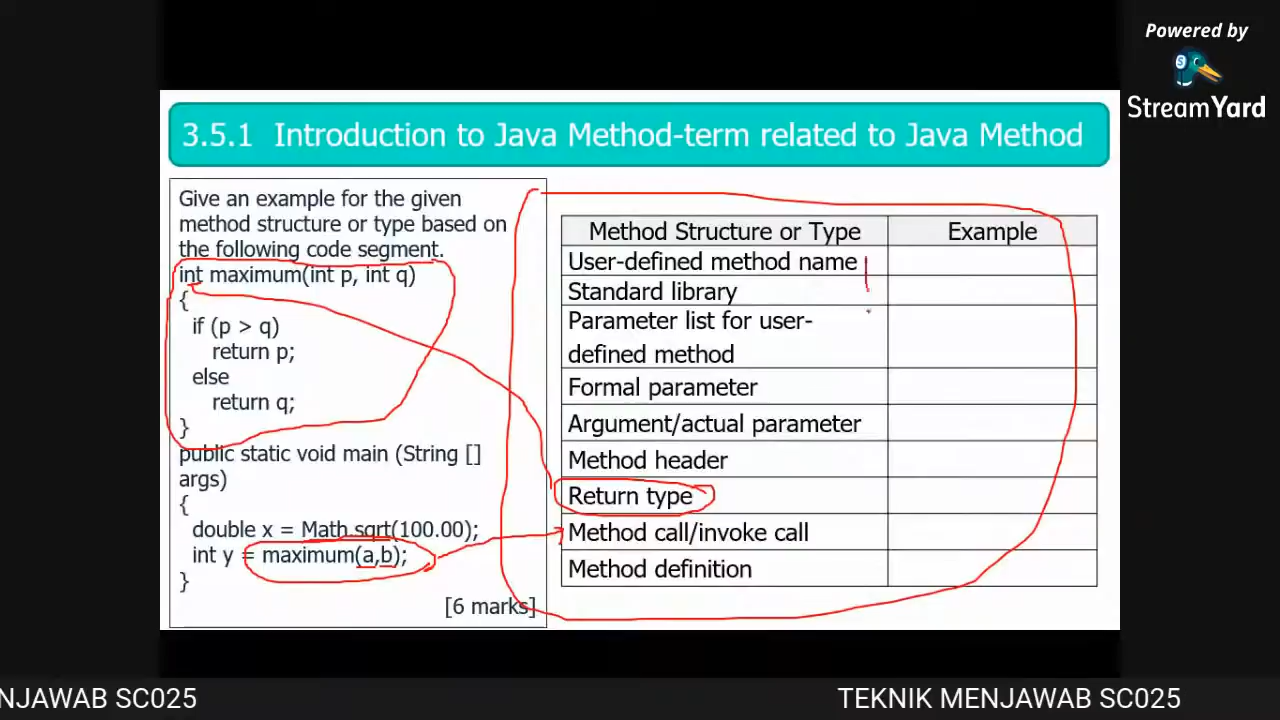 Powered by
StreamYard
3.5.1 Introduction to Java Method-term related to Java Method
Give an example for the given
method structure or type based on
the following code segment.
int maximum(int p, int q)
{
if (p > q)
return p;
else
return q;
}
public static void main (String []
args)
{
double x = Math.sqrt(100.00);
int y = maximum(a,b);
}
[6 marks]
Method Structure or Type Example
User-defined method name
Standard library
Parameter list for user-
defined method
Formal parameter
Argument/actual parameter
Method header
Return type
Method call/invoke call
Method definition
NJAWAB SC025 TEKNIK MENJAWAB SC025